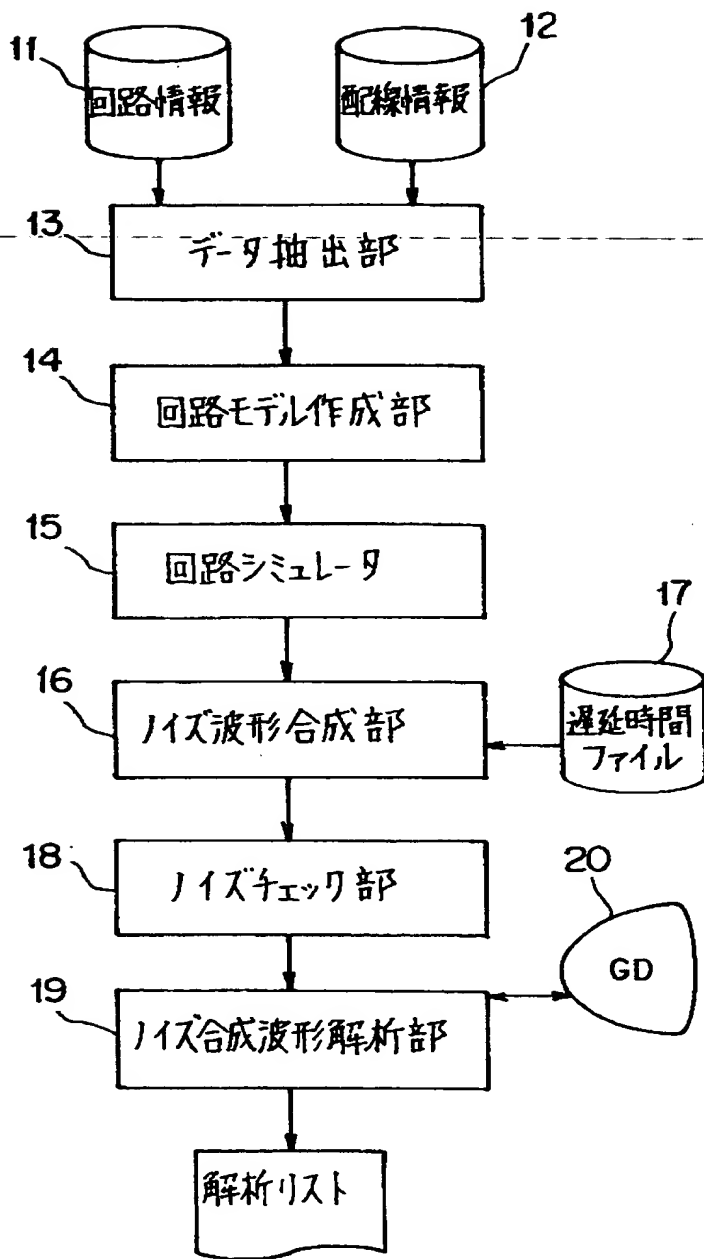 11
回路情報
12
配線情報
13
データ抽出部
14
回路モデル作成部
15
回路シミュレータ
16
ノイズ波形合成部
17
遅延時間
ファイル
18
ノイズチェック部
19
ノイズ合成波形解析部
20
GD
解析リスト